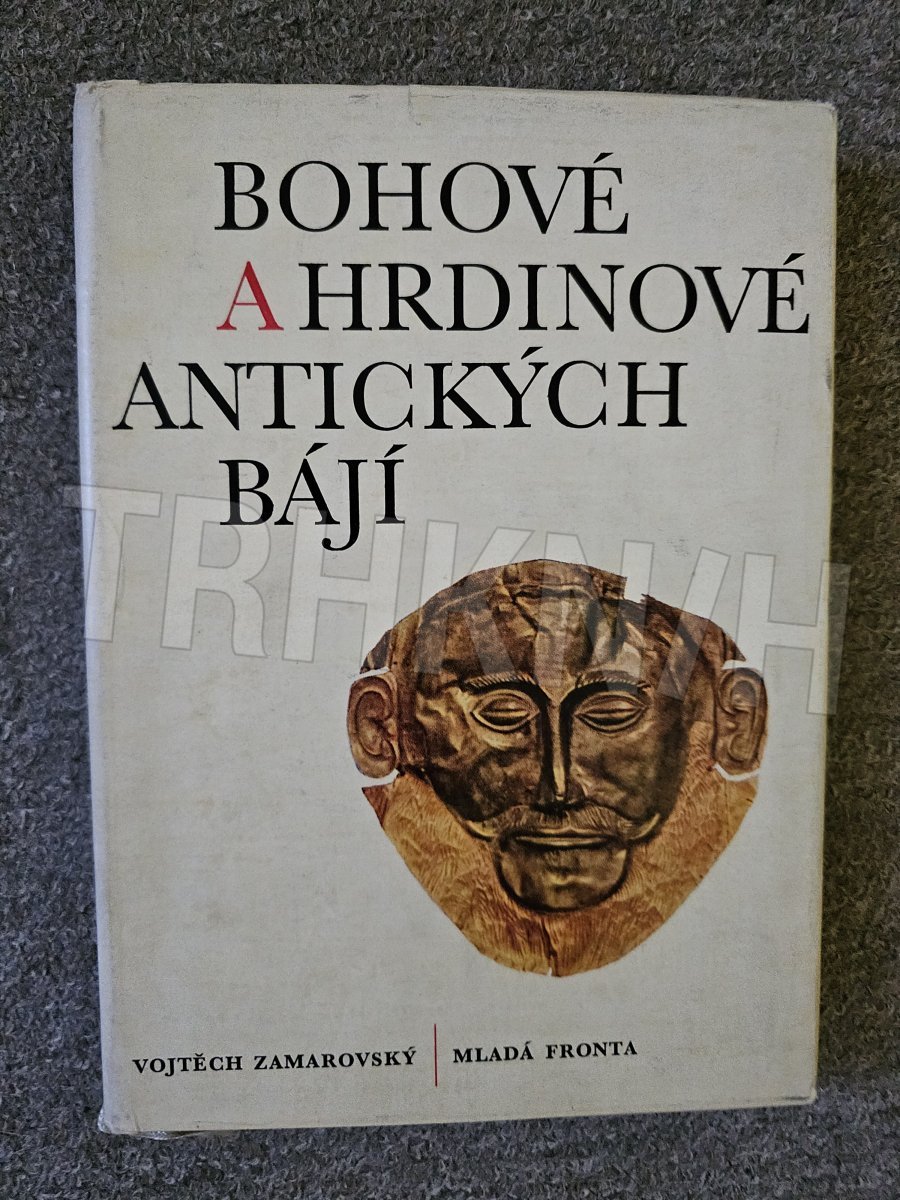 BOHOVÉ
A HRDINOVÉ
ANTICKÝCH
BÁJÍ
TRHKNIH
VOJTĚCH ZAMAROVSKÝ | MLADÁ FRONTA